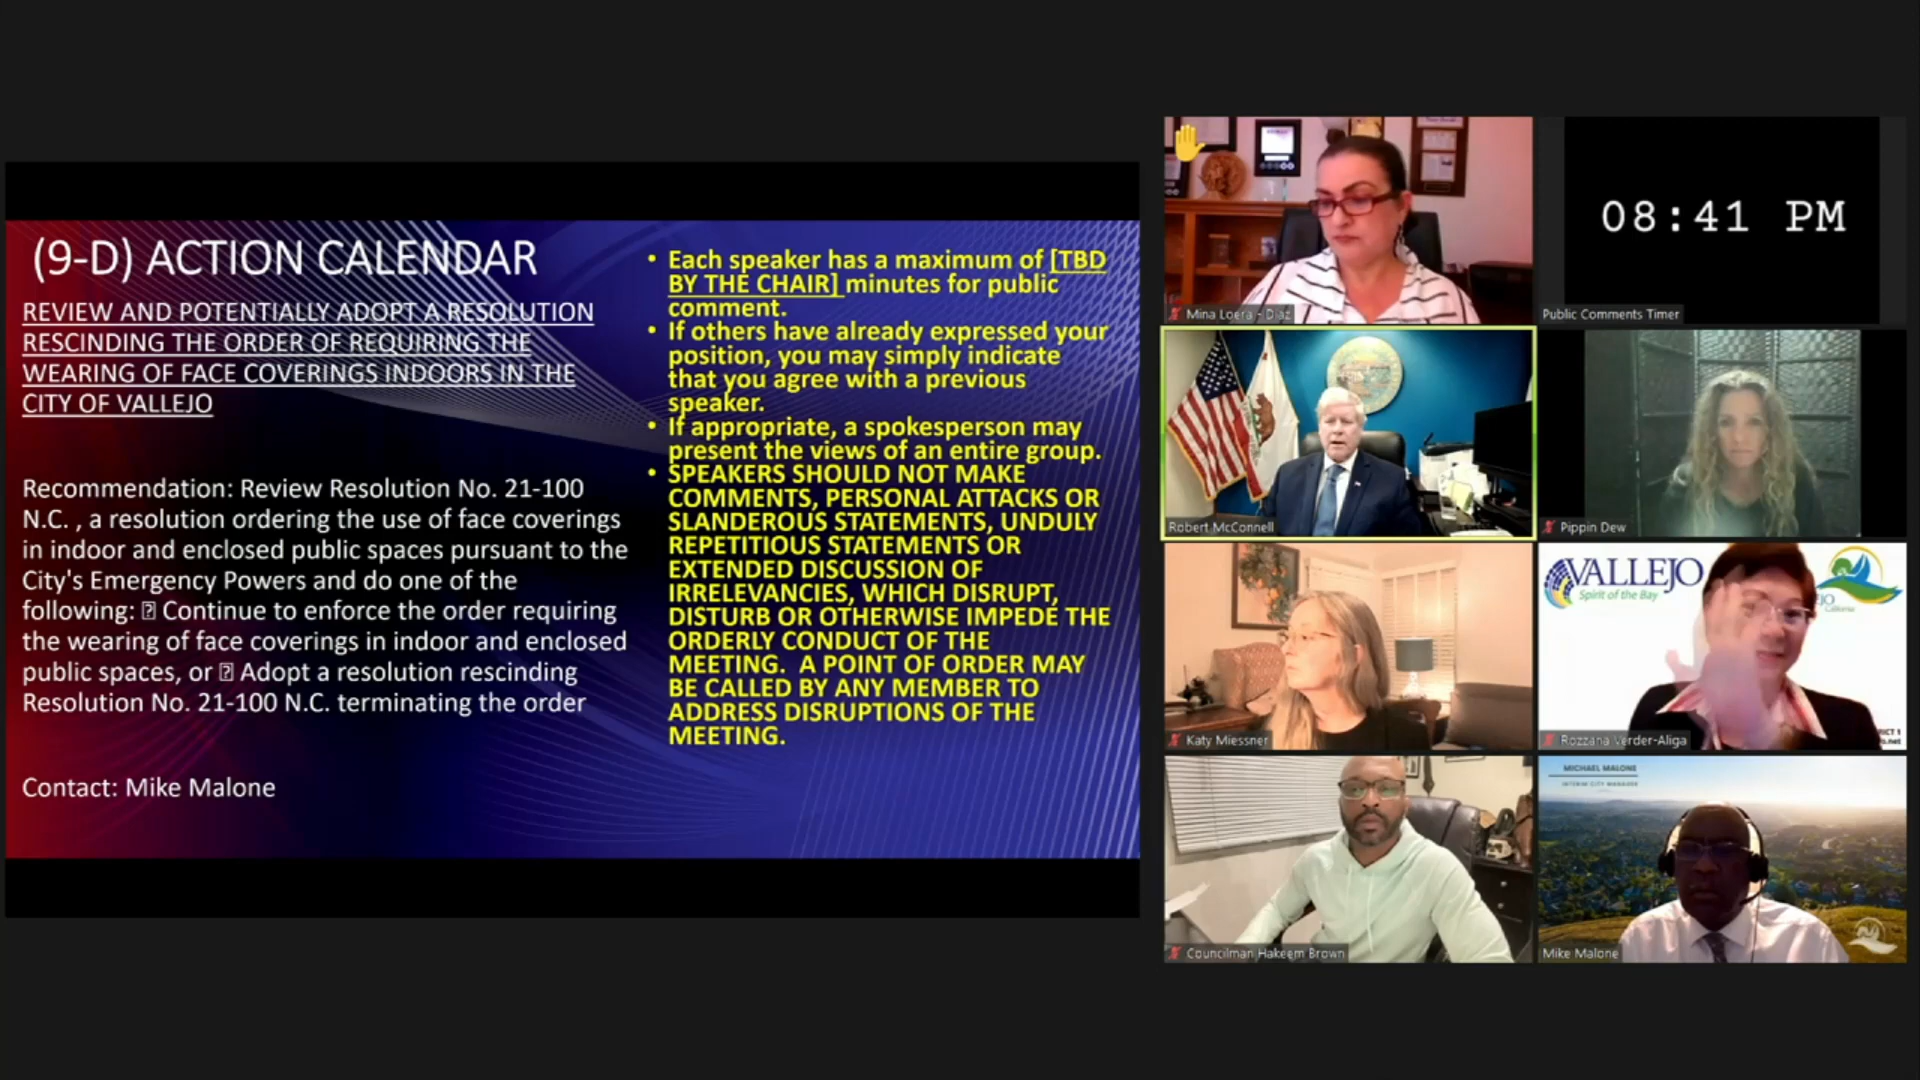 (9-D) ACTION CALENDAR
REVIEW AND POTENTIALLY ADOPT A RESOLUTION
RESCINDING THE ORDER OF REQUIRING THE
WEARING OF FACE COVERINGS INDOORS IN THE
CITY OF VALLEJO
Recommendation: Review Resolution No. 21-100
N.C. , a resolution ordering the use of face coverings
in indoor and enclosed public spaces pursuant to the
City's Emergency Powers and do one of the
following: Continue to enforce the order requiring
the wearing of face coverings in indoor and enclosed
public spaces, or Adopt a resolution rescinding
Resolution No. 21-100 N.C. terminating the order
Contact: Mike Malone
• Each speaker has a maximum of [TBD
BY THE CHAIR] minutes for public
comment.
• If others have already expressed your
position, you may simply indicate
that you agree with a previous
speaker.
• If appropriate, a spokesperson may
present the views of an entire group.
• SPEAKERS SHOULD NOT MAKE
COMMENTS, PERSONAL ATTACKS OR
SLANDEROUS STATEMENTS, UNDULY
REPETITIOUS STATEMENTS OR
EXTENDED DISCUSSION OF
IRRELEVANCIES, WHICH DISRUPT,
DISTURB OR OTHERWISE IMPEDE THE
ORDERLY CONDUCT OF THE
MEETING. A POINT OF ORDER MAY
BE CALLED BY ANY MEMBER TO
ADDRESS DISRUPTIONS OF THE
MEETING.
Mina Loera - Diaz
08:41 PM
Public Comments Timer
Robert McConnell
Pippin Dew
Katy Miessner
VALLEJO
Spirit of the Bay
California
Rozzana Verder-Aliga
Councilman Hakeem Brown
MICHAEL MALONE
INTERIM CITY MANAGER
Mike Malone